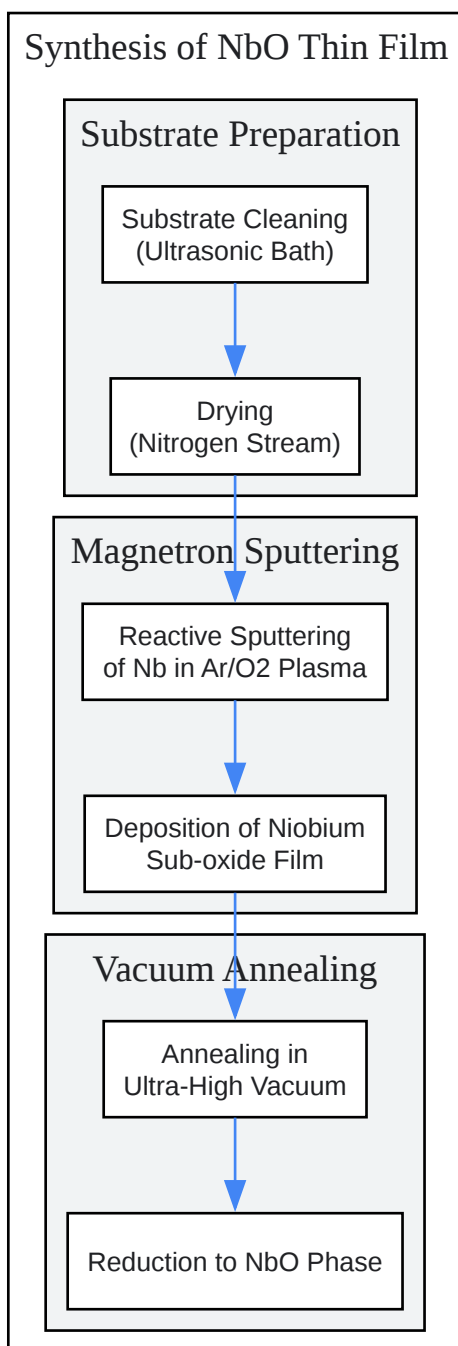 Synthesis of NbO Thin Film
Substrate Preparation
Substrate Cleaning
(Ultrasonic Bath)
Drying
(Nitrogen Stream)
Magnetron Sputtering
Reactive Sputtering
of Nb in Ar/O2 Plasma
Deposition of Niobium
Sub-oxide Film
Vacuum Annealing
Annealing in
Ultra-High Vacuum
Reduction to NbO Phase